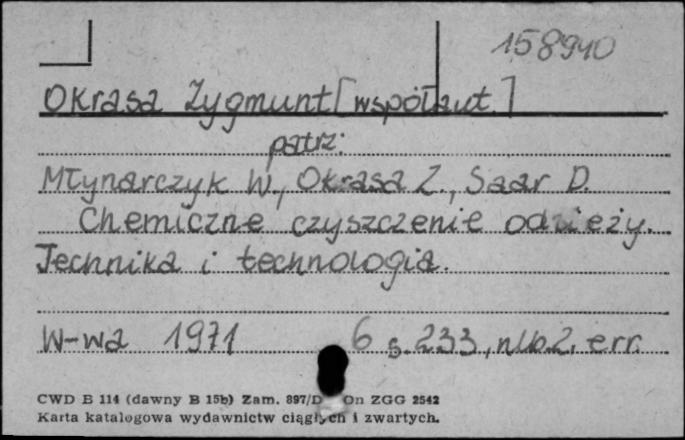 158940
Okrasa Zygmunt [współaut.]
patrz:
Młynarczyk W., Okrasa Z., Saar D.
Chemiczne czyszczenie odzieży.
Technika i technologia.
W-wa 1971 6 s. 233, nlb. 2, err.
CWD B 114 (dawny B 15b) Zam. 897/D On ZGG 2542
Karta katalogowa wydawnictw ciągłych i zwartych.